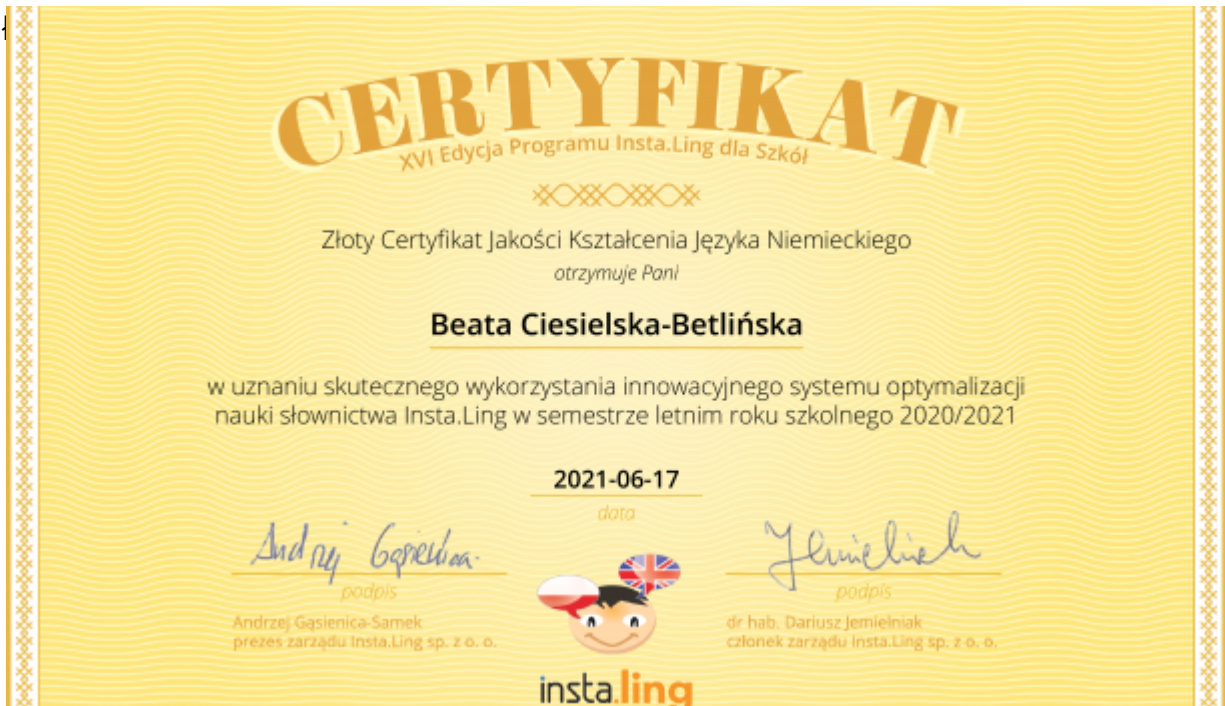 CERTYFIKAT
XVI Edycja Programu Insta.Ling dla Szkół
Złoty Certyfikat Jakości Kształcenia Języka Niemieckiego
otrzymuje Pani
Beata Ciesielska-Betlińska
w uznaniu skutecznego wykorzystania innowacyjnego systemu optymalizacji
nauki słownictwa Insta.Ling w semestrze letnim roku szkolnego 2020/2021
2021-06-17
data
Andrzej Gąsienica-
podpis
podpis
Andrzej Gąsienica-Samek
prezes zarządu Insta.Ling sp. z o. o.
dr hab. Dariusz Jemielniak
członek zarządu Insta.Ling sp. z o. o.
insta.ling